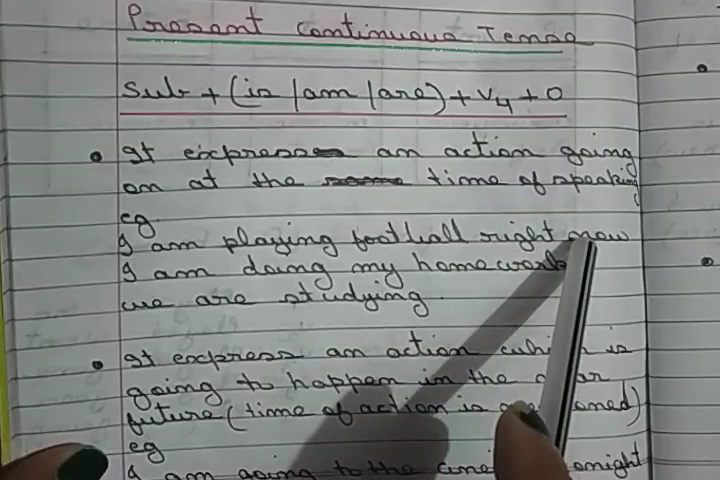 Present Continuous Tense
Sub + (is /am /are) + V4 + O
• It express an action going
on at the time of speaking
eg.
I am playing football right now
I am doing my homework
we are studying.
• It express an action which is
going to happen in the near
future (time of action is
eg
I am going to the tonight